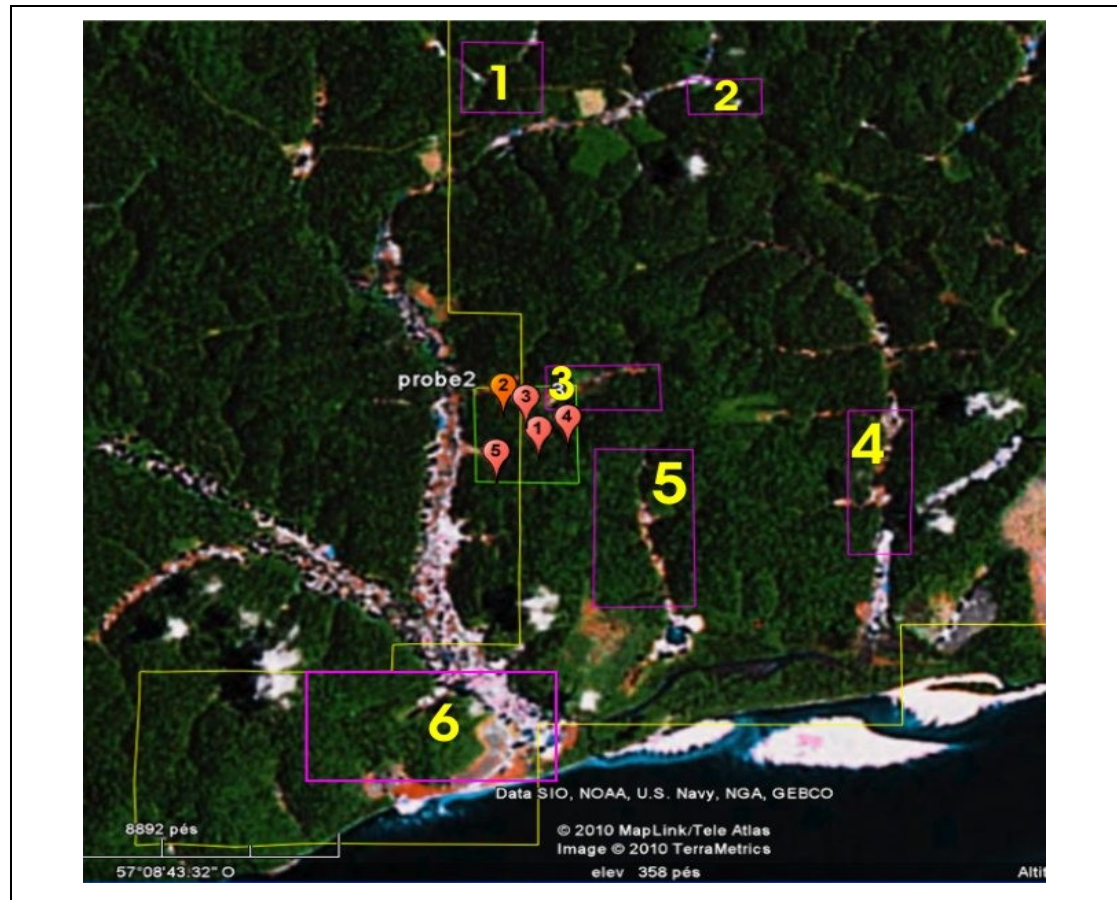 1
2
probe2
2
3
3
3
4
1
5
4
5
6
Data SIO, NOAA, U.S. Navy, NGA, GEBCO
8892 pés
© 2010 MapLink/Tele Atlas
Image © 2010 TerraMetrics
57°08'43.32" O
elev 358 pés
Altit